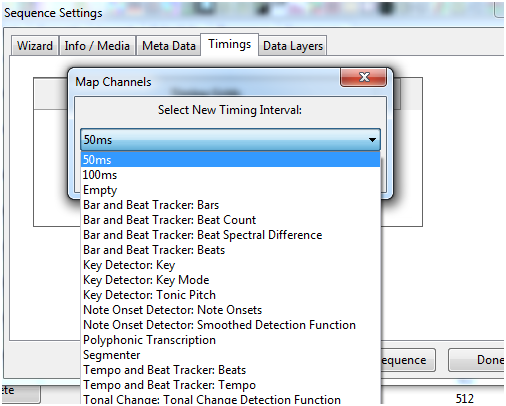 Sequence Settings
Wizard
Info / Media
Meta Data
Timings
Data Layers
Map Channels
Select New Timing Interval:
50ms
50ms
100ms
Empty
Bar and Beat Tracker: Bars
Bar and Beat Tracker: Beat Count
Bar and Beat Tracker: Beat Spectral Difference
Bar and Beat Tracker: Beats
Key Detector: Key
Key Detector: Key Mode
Key Detector: Tonic Pitch
Note Onset Detector: Note Onsets
Note Onset Detector: Smoothed Detection Function
Polyphonic Transcription
Segmenter
Tempo and Beat Tracker: Beats
Tempo and Beat Tracker: Tempo
Tonal Change: Tonal Change Detection Function
equence
Done
ete
512